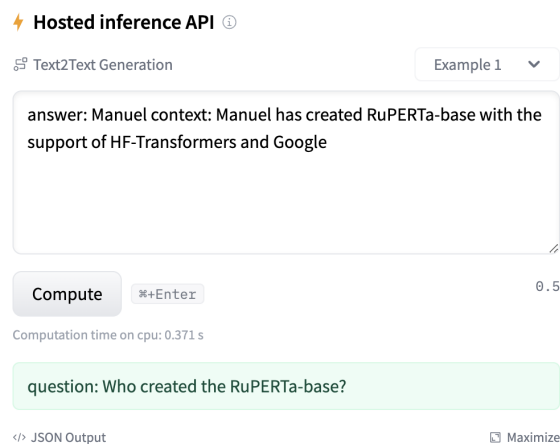 Hosted inference API
Text2Text Generation
Example 1
answer: Manuel context: Manuel has created RuPERTa-base with the
support of HF-Transformers and Google
Compute
⌘+Enter
0.5
Computation time on cpu: 0.371 s
question: Who created the RuPERTa-base?
</> JSON Output
Maximize